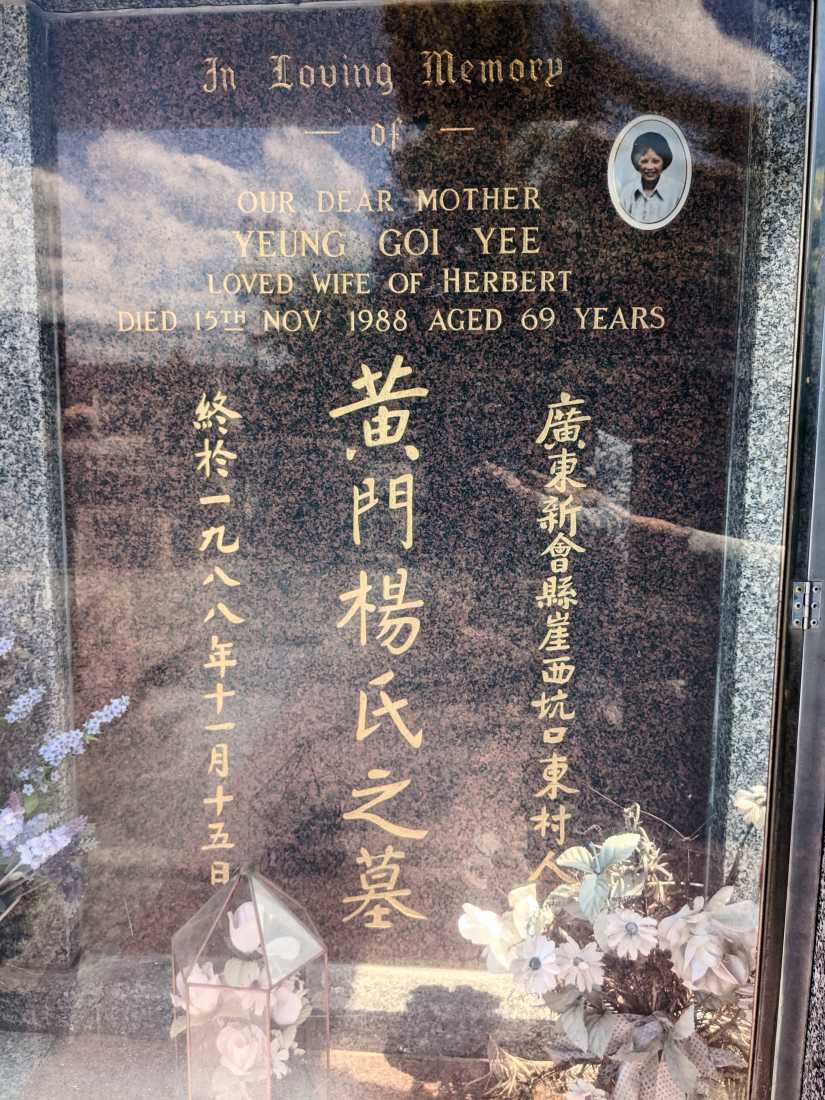 In Loving Memory
— of —
OUR DEAR MOTHER
YEUNG GOI YEE
LOVED WIFE OF HERBERT
DIED 15TH NOV 1988 AGED 69 YEARS
廣東新會縣崖西坑口東村人
黃門楊氏之墓
終於一九八八年十一月十五日